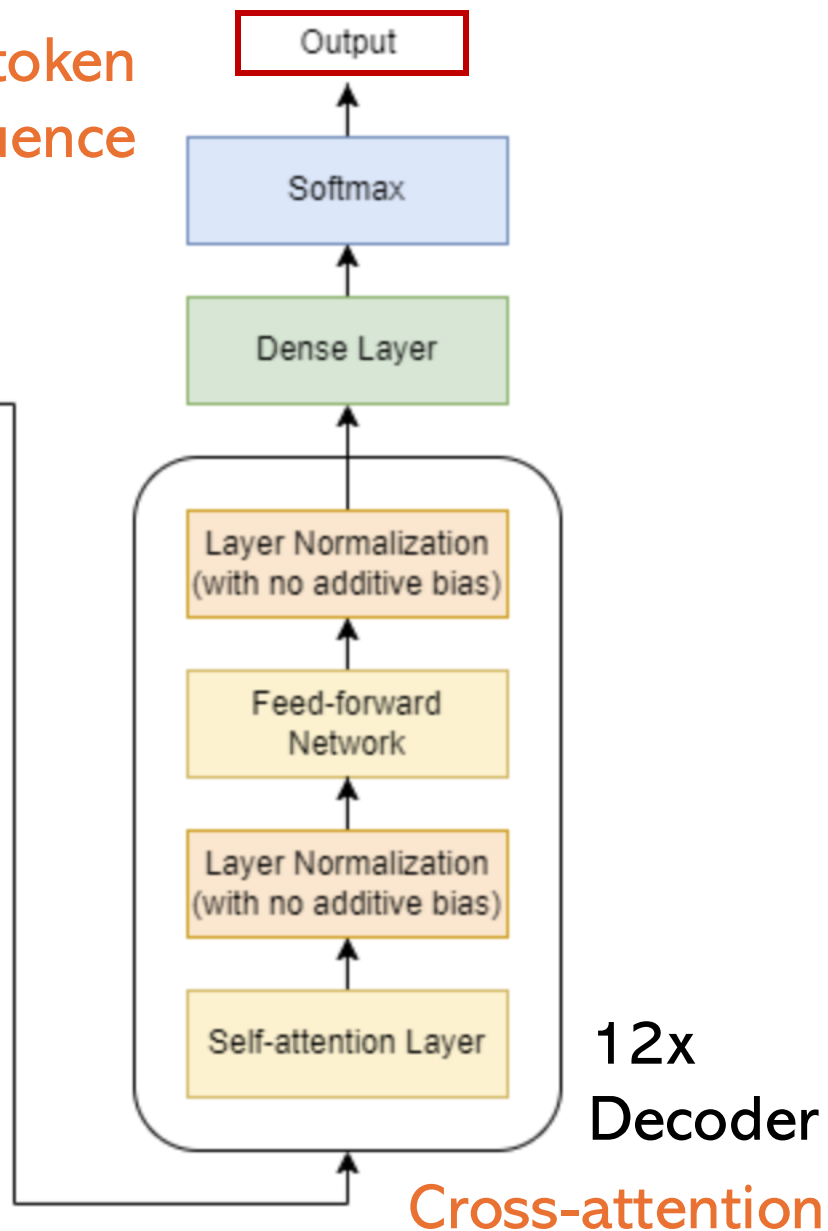 token
Output
Softmax
Dense Layer
Layer Normalization
(with no additive bias)
Feed-forward
Network
Layer Normalization
(with no additive bias)
Self-attention Layer
12x
Decoder
Cross-attention